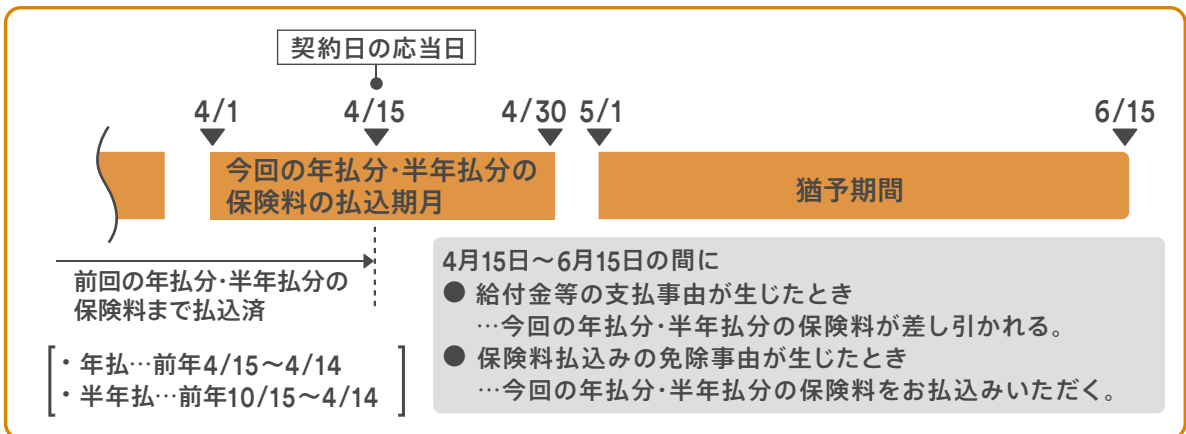 契約日の応当日
4/1
4/15
4/30
5/1
6/15
今回の年払分・半年払分の
保険料の払込期月
猶予期間
前回の年払分・半年払分の
保険料まで払込済
・年払…前年4/15〜4/14
・半年払…前年10/15〜4/14
4月15日〜6月15日の間に
● 給付金等の支払事由が生じたとき
…今回の年払分・半年払分の保険料が差し引かれる。
● 保険料払込みの免除事由が生じたとき
…今回の年払分・半年払分の保険料をお払込みいただく。